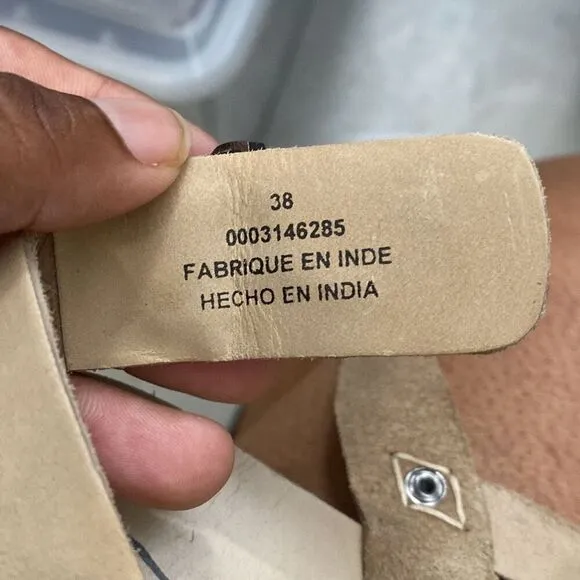 38
0003146285
FABRIQUE EN INDE
HECHO EN INDIA